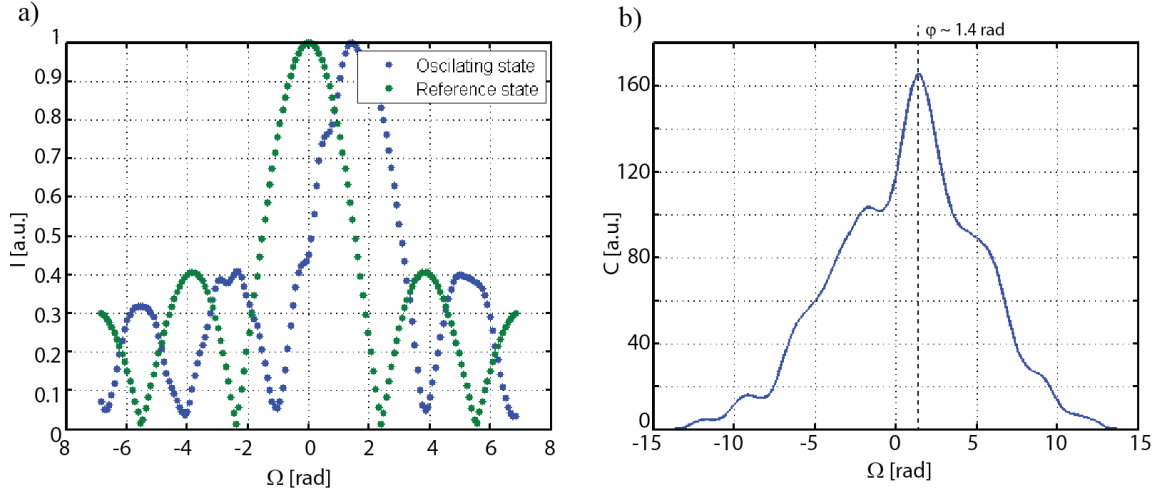 a)
b)
φ ~ 1.4 rad
Oscilating state
Reference state
1
0.9
0.8
0.7
0.6
0.5
0.4
0.3
0.2
0.1
0
I [a.u.]
8 -6 -4 -2 0 2 4 6 8
Ω [rad]
160
120
80
40
0
C [a.u.]
-15 -10 -5 0 5 10 15
Ω [rad]